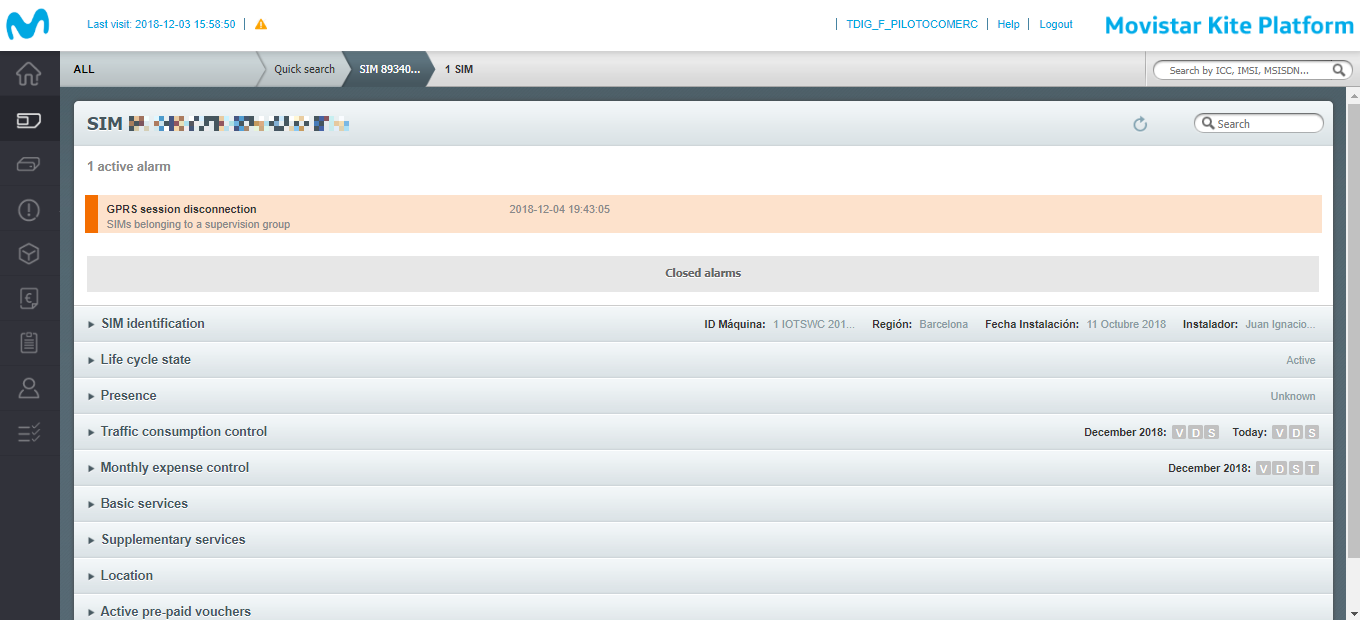 Last visit: 2018-12-03 15:58:50 | TDIG_F_PILOTOCOMERC | Help | Logout Movistar Kite Platform
ALL Quick search SIM 89340... 1 SIM Search by ICC, IMSI, MSISDN...
SIM Search
1 active alarm
GPRS session disconnection 2018-12-04 19:43:05
SIMs belonging to a supervision group
Closed alarms
SIM identification ID Máquina: 1 IOTSWC 201... Región: Barcelona Fecha Instalación: 11 Octubre 2018 Instalador: Juan Ignacio...
Life cycle state Active
Presence Unknown
Traffic consumption control December 2018: V D S Today: V D S
Monthly expense control December 2018: V D S T
Basic services
Supplementary services
Location
Active pre-paid vouchers